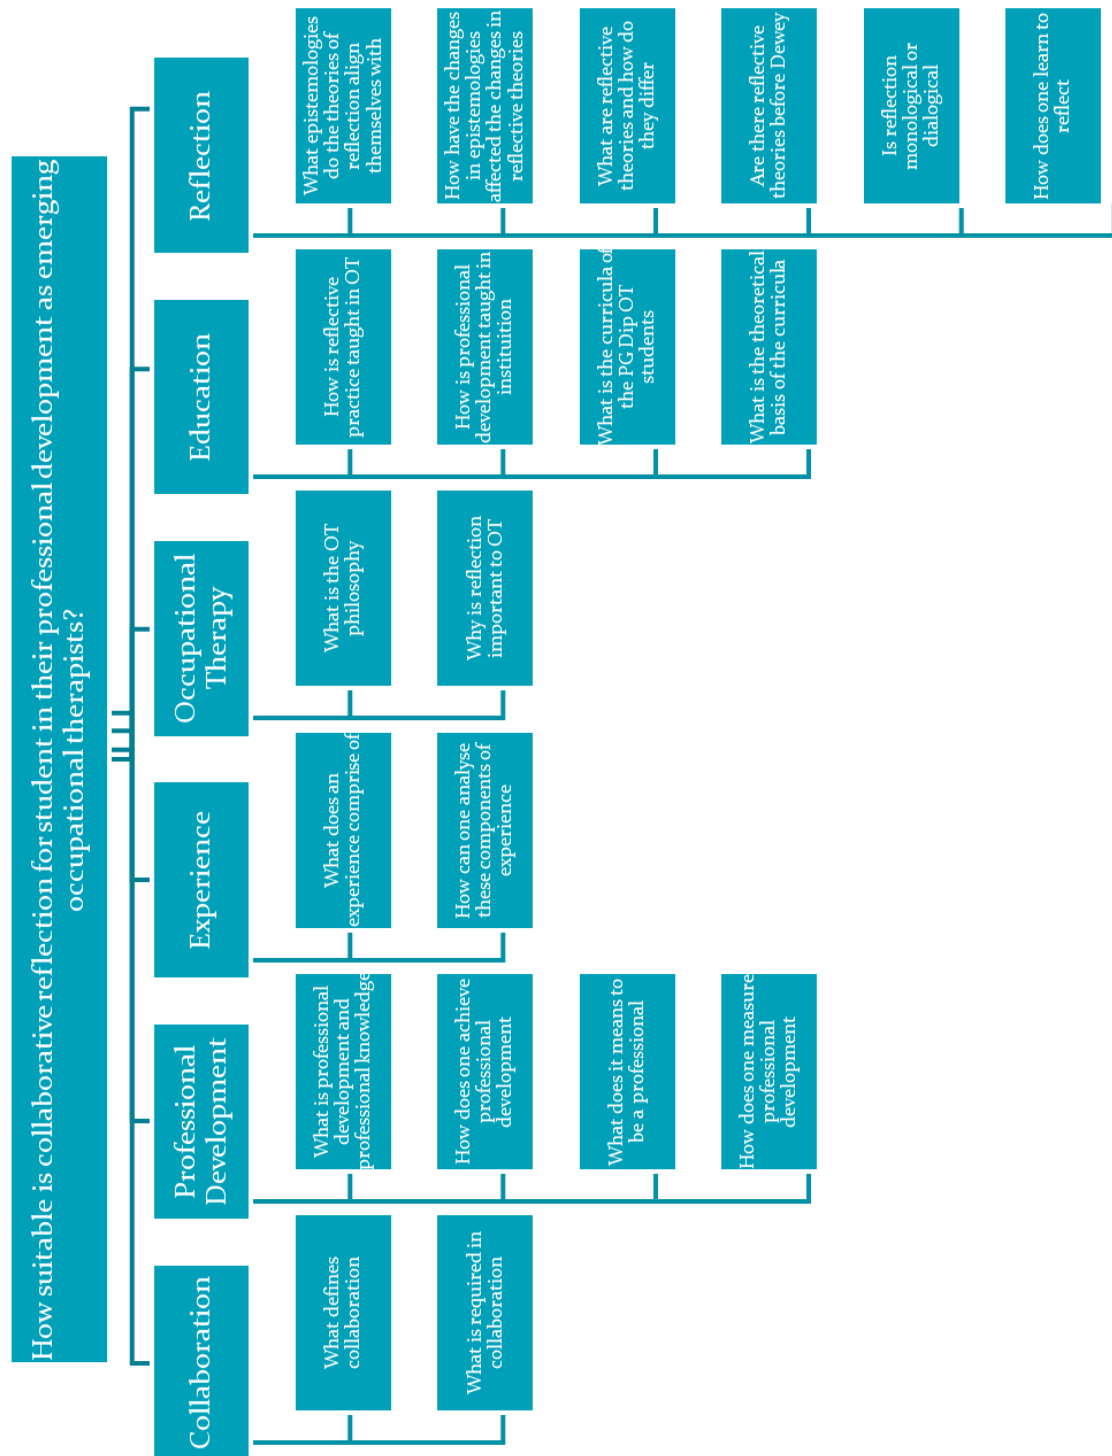 How suitable is collaborative reflection for student in their professional development as emerging
occupational therapists?
Collaboration
What defines
collaboration
What is required in
collaboration
Professional
Development
What is professional
development and
professional knowledge
How does one achieve
professional
development
What does it means to
be a professional
How does one measure
professional
development
Experience
What does an
experience comprise of
How can one analyse
these components of
experience
Occupational
Therapy
What is the OT
philosophy
Why is reflection
important to OT
Education
How is reflective
practice taught in OT
How is professional
development taught in
instituition
What is the curricula of
the PG Dip OT
students
What is the theoretical
basis of the curricula
Reflection
What epistemologies
do the theories of
reflection align
themselves with
How have the changes
in epistemologies
affected the changes in
reflective theories
What are reflective
theories and how do
they differ
Are there reflective
theories before Dewey
Is reflection
monological or
dialogical
How does one learn to
reflect